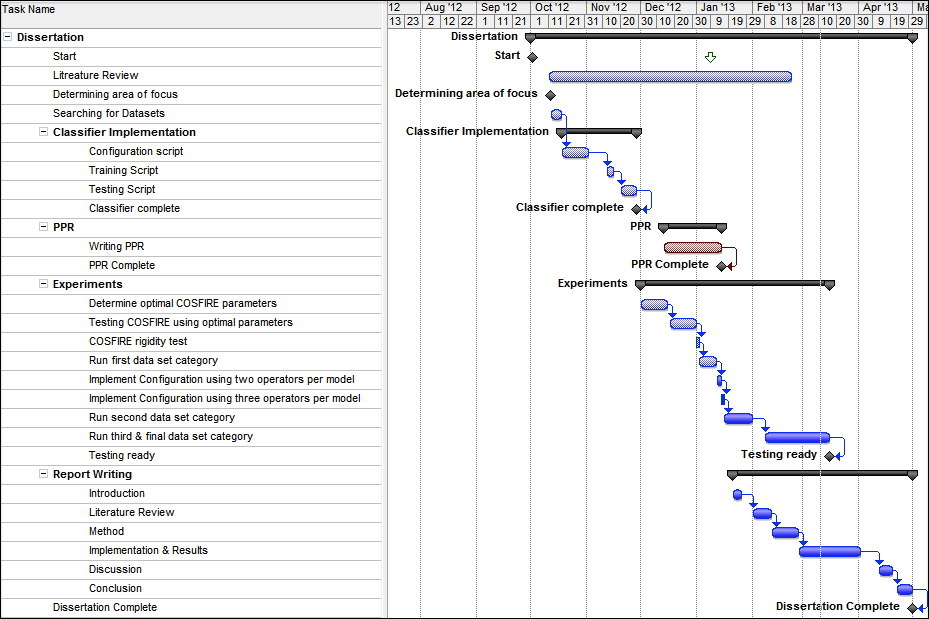 Task Name
12 Aug '12 Sep '12 Oct '12 Nov '12 Dec '12 Jan '13 Feb '13 Mar '13 Apr '13 Ma
13 23 2 12 22 1 11 21 1 11 21 31 10 20 30 10 20 30 9 19 29 8 18 28 10 20 30 9 19 29
Dissertation Dissertation
Start Start
Litreature Review
Determining area of focus Determining area of focus
Searching for Datasets
Classifier Implementation Classifier Implementation
Configuration script
Training Script
Testing Script
Classifier complete Classifier complete
PPR PPR
Writing PPR
PPR Complete PPR Complete
Experiments Experiments
Determine optimal COSFIRE parameters
Testing COSFIRE using optimal parameters
COSFIRE rigidity test
Run first data set category
Implement Configuration using two operators per model
Implement Configuration using three operators per model
Run second data set category
Run third & final data set category
Testing ready Testing ready
Report Writing
Introduction
Literature Review
Method
Implementation & Results
Discussion
Conclusion
Dissertation Complete Dissertation Complete